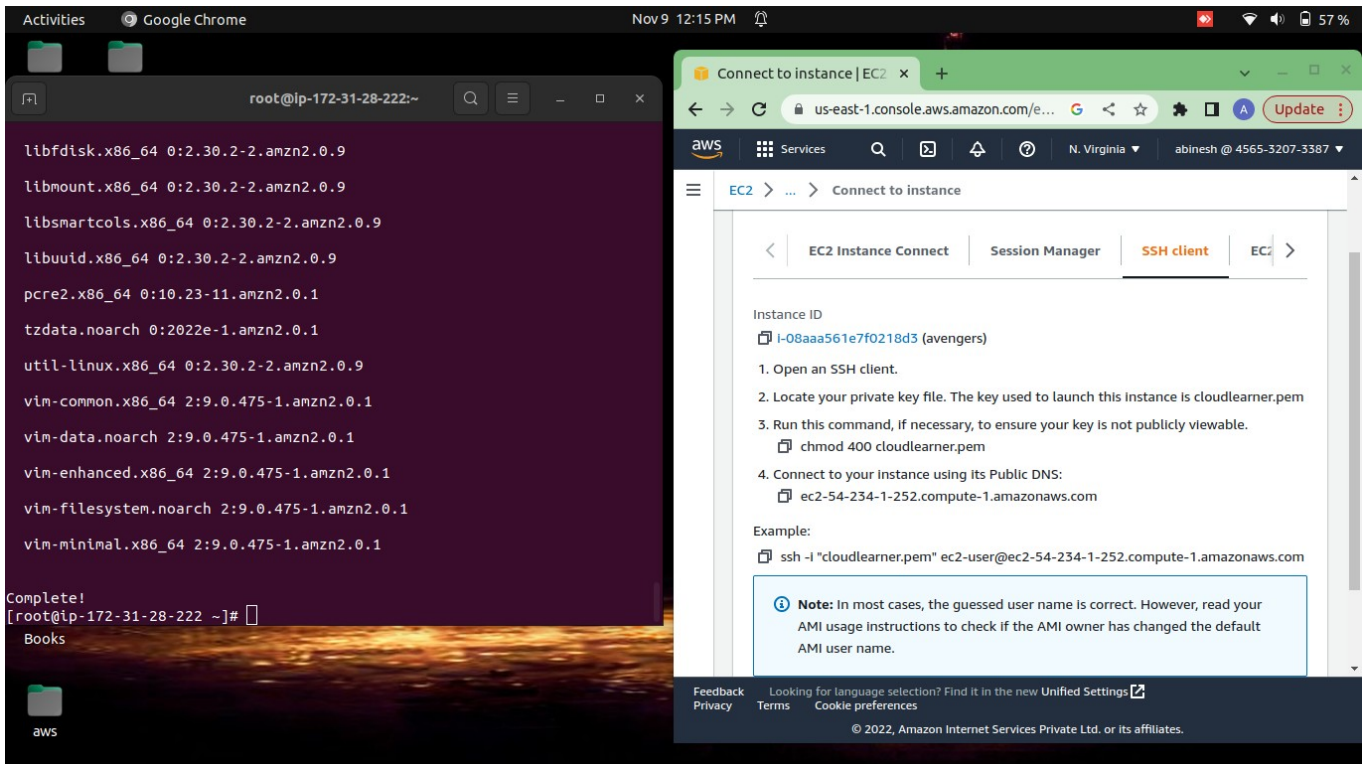 Activities Google Chrome Nov 9 12:15 PM 57 %
root@ip-172-31-28-222:~
libfdisk.x86_64 0:2.30.2-2.amzn2.0.9
libmount.x86_64 0:2.30.2-2.amzn2.0.9
libsmartcols.x86_64 0:2.30.2-2.amzn2.0.9
libuuid.x86_64 0:2.30.2-2.amzn2.0.9
pcre2.x86_64 0:10.23-11.amzn2.0.1
tzdata.noarch 0:2022e-1.amzn2.0.1
util-linux.x86_64 0:2.30.2-2.amzn2.0.9
vim-common.x86_64 2:9.0.475-1.amzn2.0.1
vim-data.noarch 2:9.0.475-1.amzn2.0.1
vim-enhanced.x86_64 2:9.0.475-1.amzn2.0.1
vim-filesystem.noarch 2:9.0.475-1.amzn2.0.1
vim-minimal.x86_64 2:9.0.475-1.amzn2.0.1
Complete!
[root@ip-172-31-28-222 ~]#
Books
aws
Connect to instance | EC2
us-east-1.console.aws.amazon.com/e... G A Update
aws Services N. Virginia abinesh @ 4565-3207-3387
EC2 > ... > Connect to instance
EC2 Instance Connect Session Manager SSH client EC2
Instance ID
i-08aaa561e7f0218d3 (avengers)
1. Open an SSH client.
2. Locate your private key file. The key used to launch this instance is cloudlearner.pem
3. Run this command, if necessary, to ensure your key is not publicly viewable.
chmod 400 cloudlearner.pem
4. Connect to your instance using its Public DNS:
ec2-54-234-1-252.compute-1.amazonaws.com
Example:
ssh -i "cloudlearner.pem" ec2-user@ec2-54-234-1-252.compute-1.amazonaws.com
Note: In most cases, the guessed user name is correct. However, read your
AMI usage instructions to check if the AMI owner has changed the default
AMI user name.
Feedback Looking for language selection? Find it in the new Unified Settings
Privacy Terms Cookie preferences
© 2022, Amazon Internet Services Private Ltd. or its affiliates.